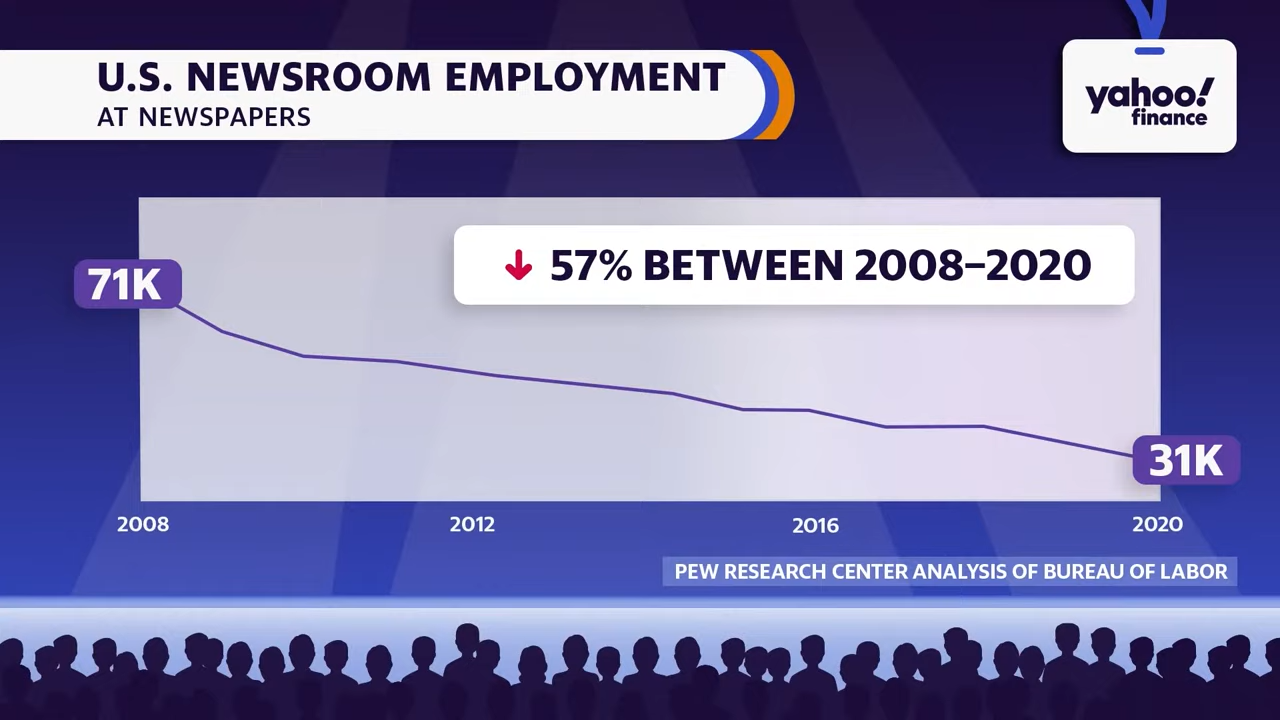 U.S. NEWSROOM EMPLOYMENT
AT NEWSPAPERS
yahoo!
finance
↓ 57% BETWEEN 2008–2020
71K
31K
2008 2012 2016 2020
PEW RESEARCH CENTER ANALYSIS OF BUREAU OF LABOR